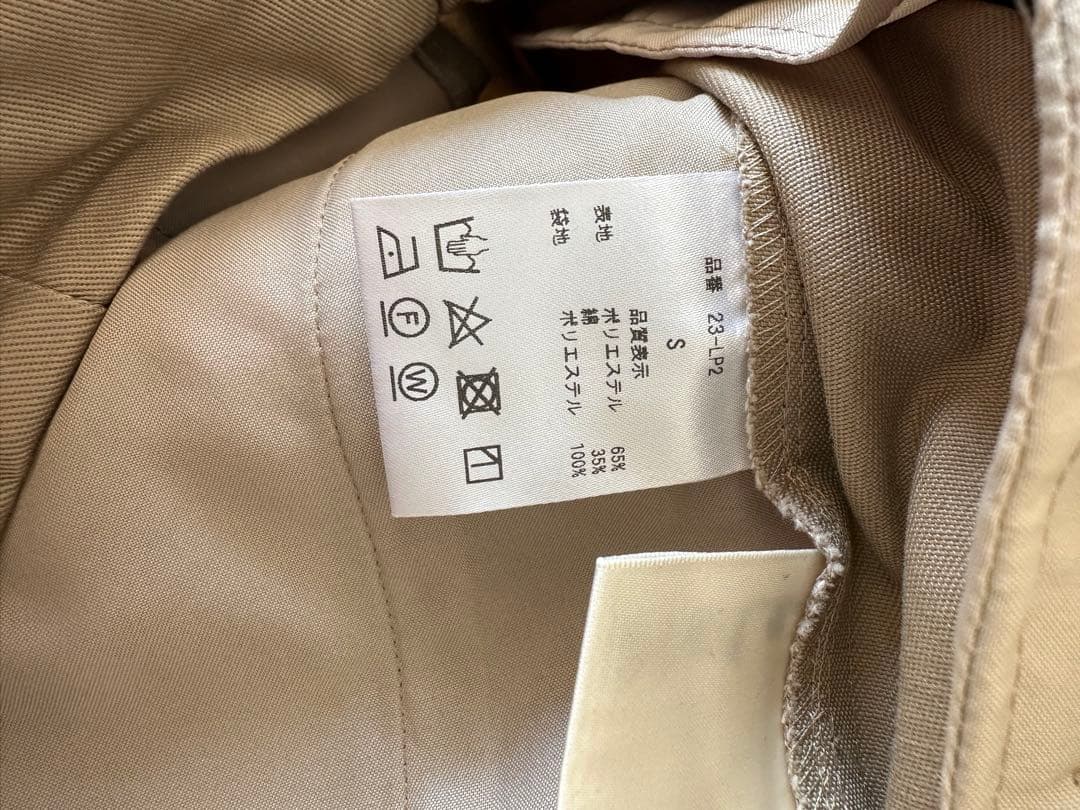 品番 23-LP2
S
品質表示
表地 ポリエステル 65%
綿 35%
袋地 ポリエステル 100%
F
W